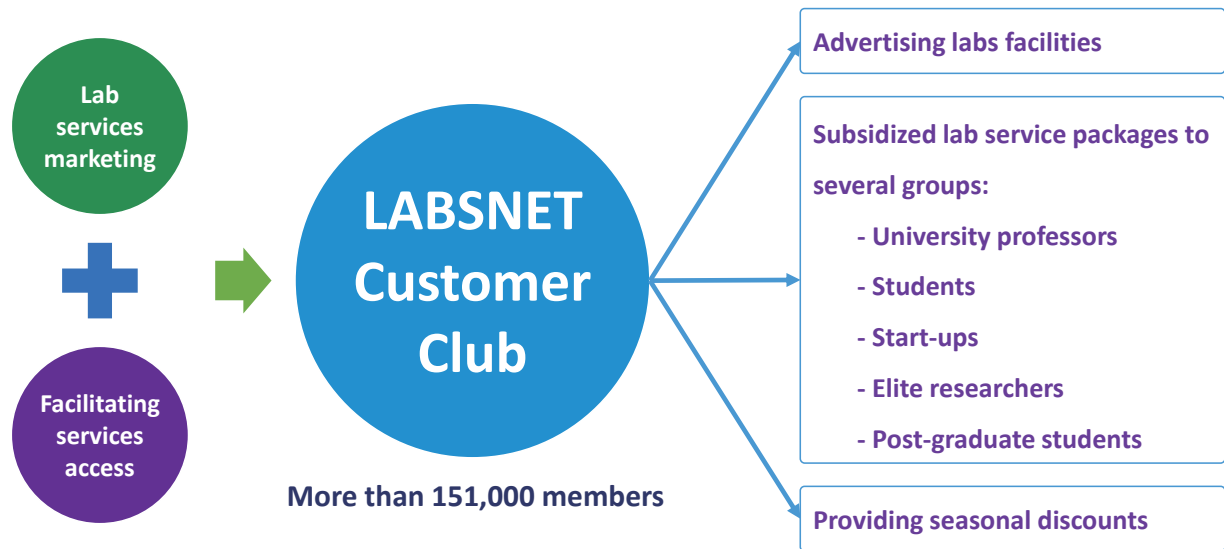 Lab
services
marketing
Facilitating
services
access
LABSNET
Customer
Club
More than 151,000 members
Advertising labs facilities
Subsidized lab service packages to
several groups:
- University professors
- Students
- Start-ups
- Elite researchers
- Post-graduate students
Providing seasonal discounts